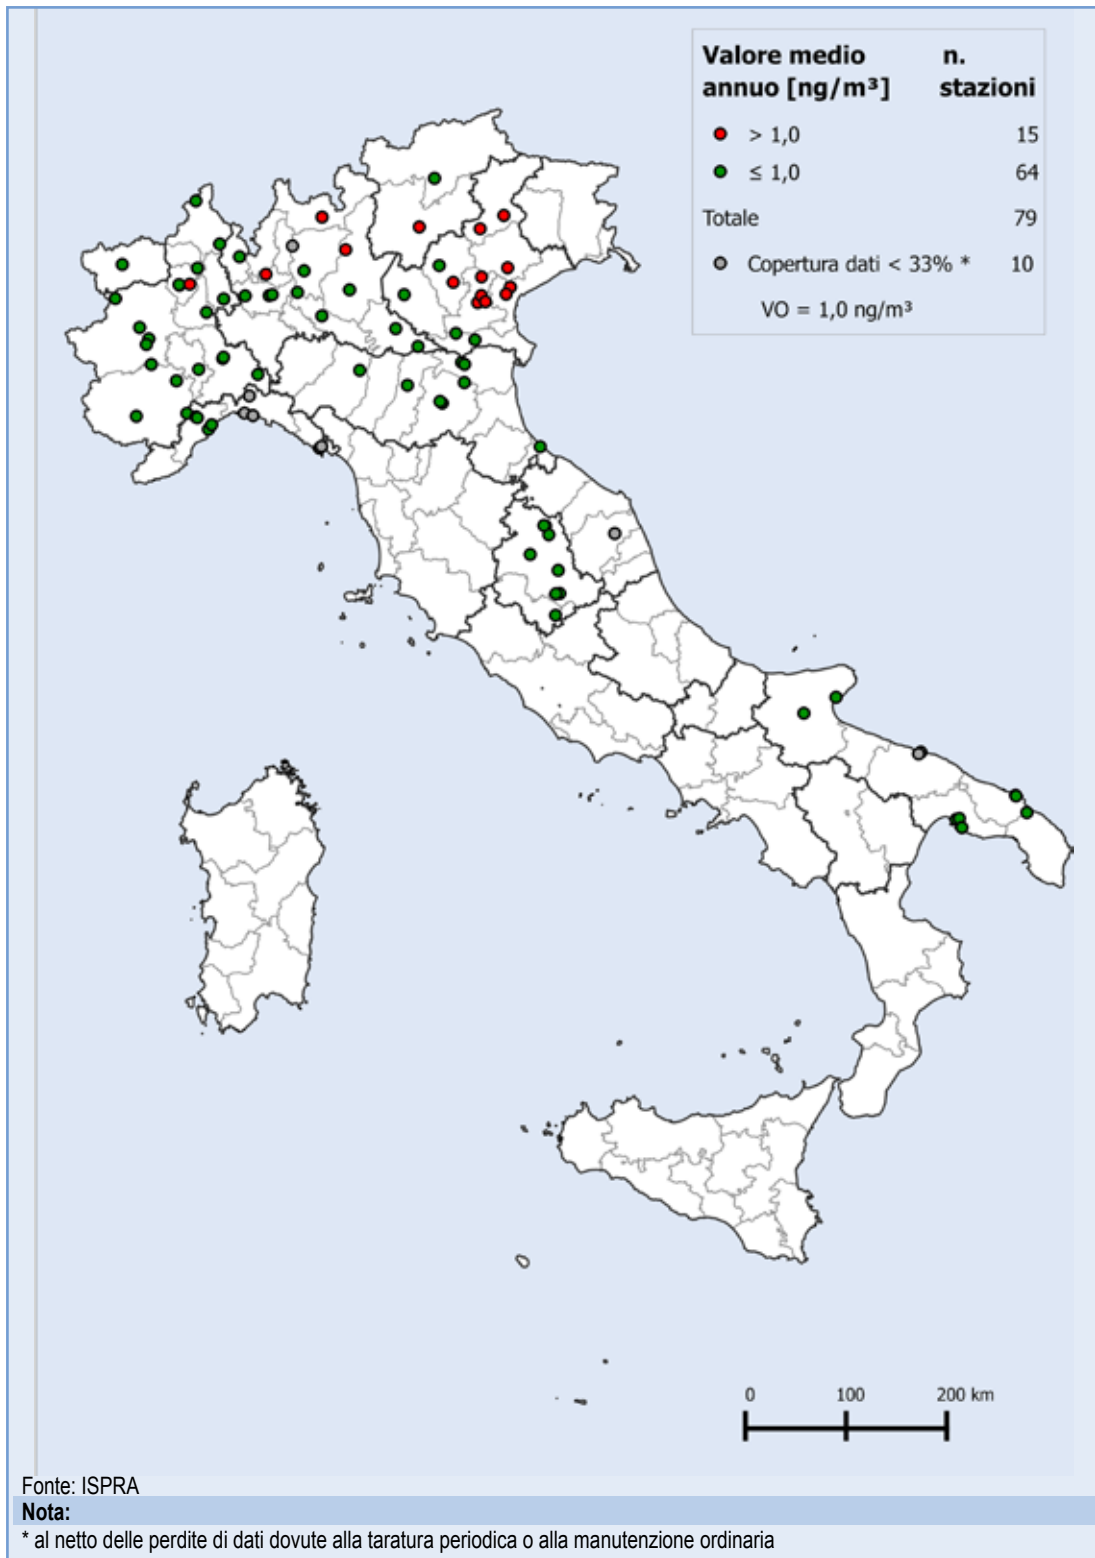 Valore medio annuo [ng/m³] n. stazioni
> 1,0 15
≤ 1,0 64
Totale 79
Copertura dati < 33% * 10
VO = 1,0 ng/m³
0 100 200 km
Fonte: ISPRA
Nota:
* al netto delle perdite di dati dovute alla taratura periodica o alla manutenzione ordinaria